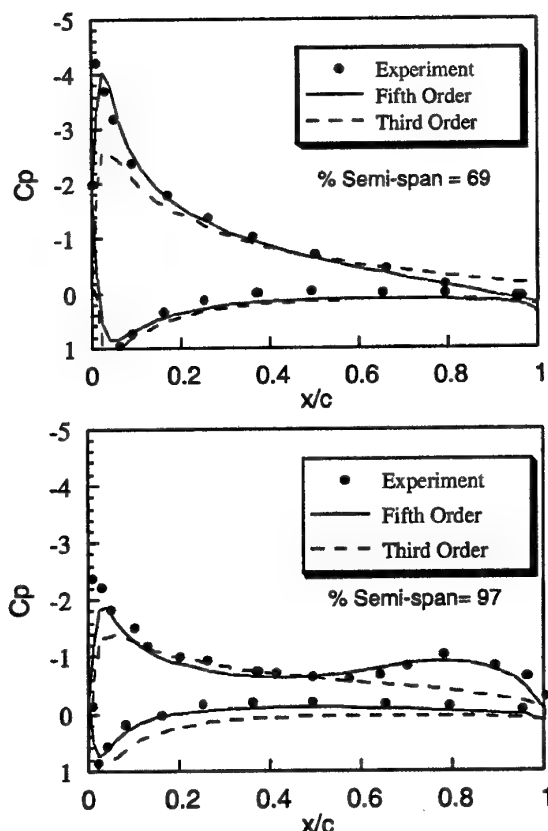 -5
-4
-3
-2
-1
0
1
Cp
Experiment
Fifth Order
Third Order
% Semi-span = 69
0
0.2
0.4
0.6
0.8
1
x/c
-5
-4
-3
-2
-1
0
1
Cp
Experiment
Fifth Order
Third Order
% Semi-span= 97
0
0.2
0.4
0.6
0.8
1
x/c